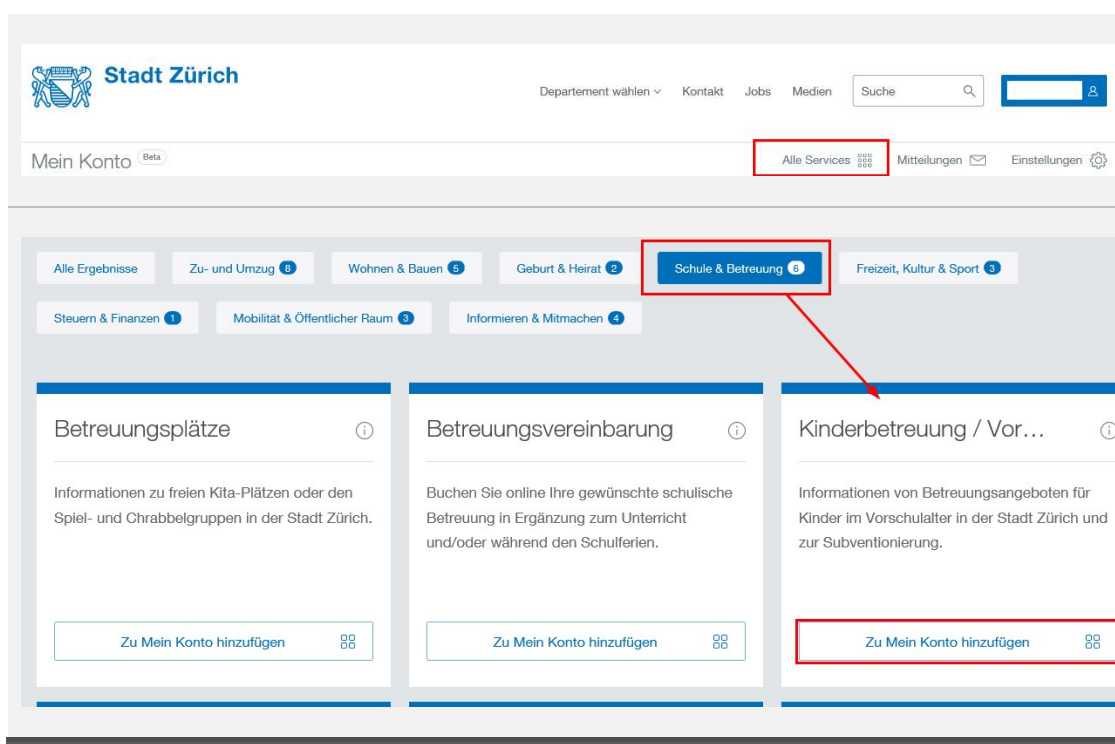 Stadt Zürich
Departement wählen Kontakt Jobs Medien Suche
Mein Konto Beta
Alle Services Mitteilungen Einstellungen
Alle Ergebnisse Zu- und Umzug 8 Wohnen & Bauen 5 Geburt & Heirat 2 Schule & Betreuung 6 Freizeit, Kultur & Sport 3
Steuern & Finanzen 1 Mobilität & Öffentlicher Raum 3 Informieren & Mitmachen 4
Betreuungsplätze
Informationen zu freien Kita-Plätzen oder den
Spiel- und Chrabbelgruppen in der Stadt Zürich.
Zu Mein Konto hinzufügen
Betreuungsvereinbarung
Buchen Sie online Ihre gewünschte schulische
Betreuung in Ergänzung zum Unterricht
und/oder während den Schulferien.
Zu Mein Konto hinzufügen
Kinderbetreuung / Vor…
Informationen von Betreuungsangeboten für
Kinder im Vorschulalter in der Stadt Zürich und
zur Subventionierung.
Zu Mein Konto hinzufügen